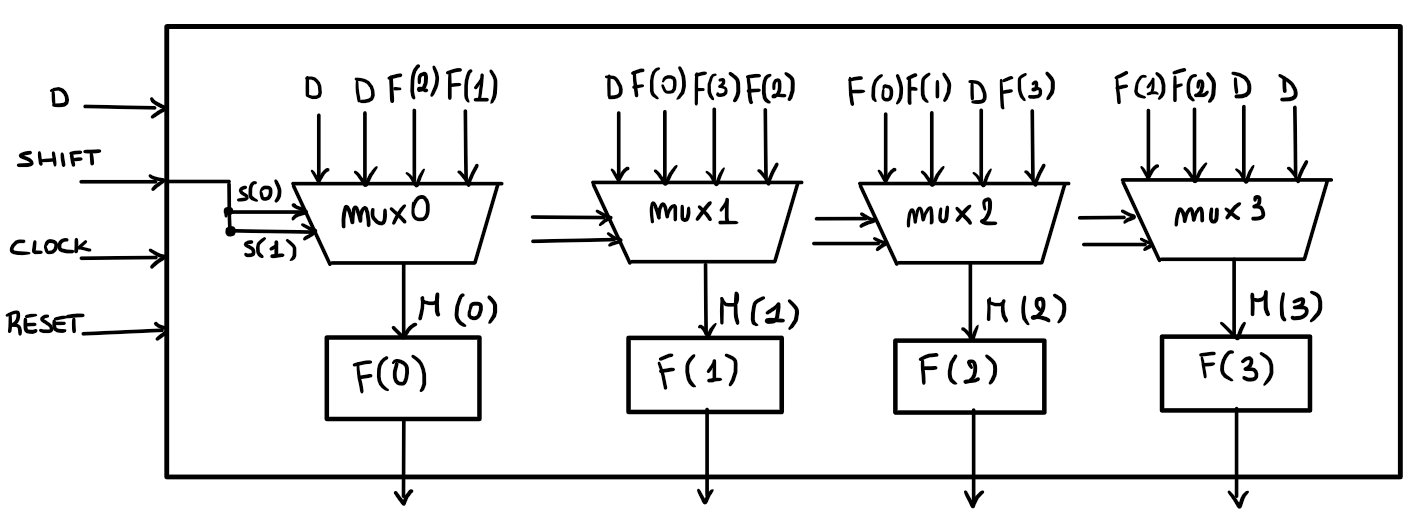 D D F(2) F(1) D F(0) F(3) F(2) F(0) F(1) D F(3) F(1) F(2) D D
D
SHIFT
S(0)
mux0 mux1 mux2 mux3
CLOCK
S(1)
M(0) M(1) M(2) M(3)
RESET
F(0) F(1) F(2) F(3)